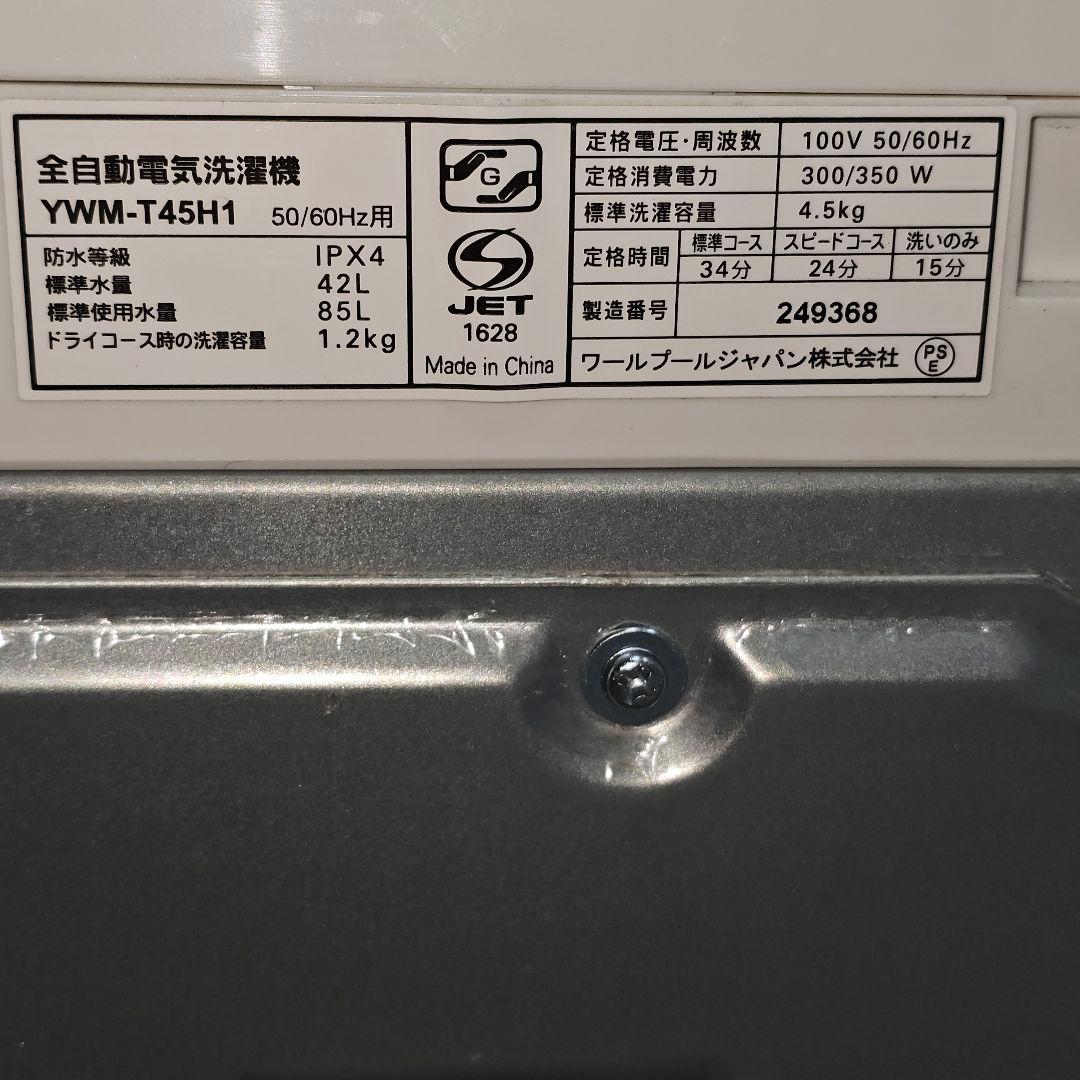 全自動電気洗濯機
YWM-T45H1 50/60Hz用
防水等級 IPX4
標準水量 42L
標準使用水量 85L
ドライコース時の洗濯容量 1.2kg
G
S
JET
1628
Made in China
定格電圧・周波数 100V 50/60Hz
定格消費電力 300/350 W
標準洗濯容量 4.5kg
定格時間 標準コース スピードコース 洗いのみ
34分 24分 15分
製造番号 249368
ワールプールジャパン株式会社 PS
E